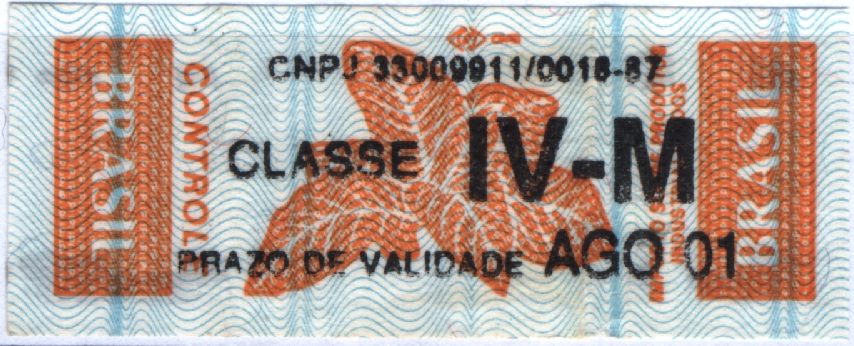 CNPJ 33009911/0018-87
CLASSE IV-M
PRAZO DE VALIDADE AGO 01
BRASIL
CONTROL
BRASIL